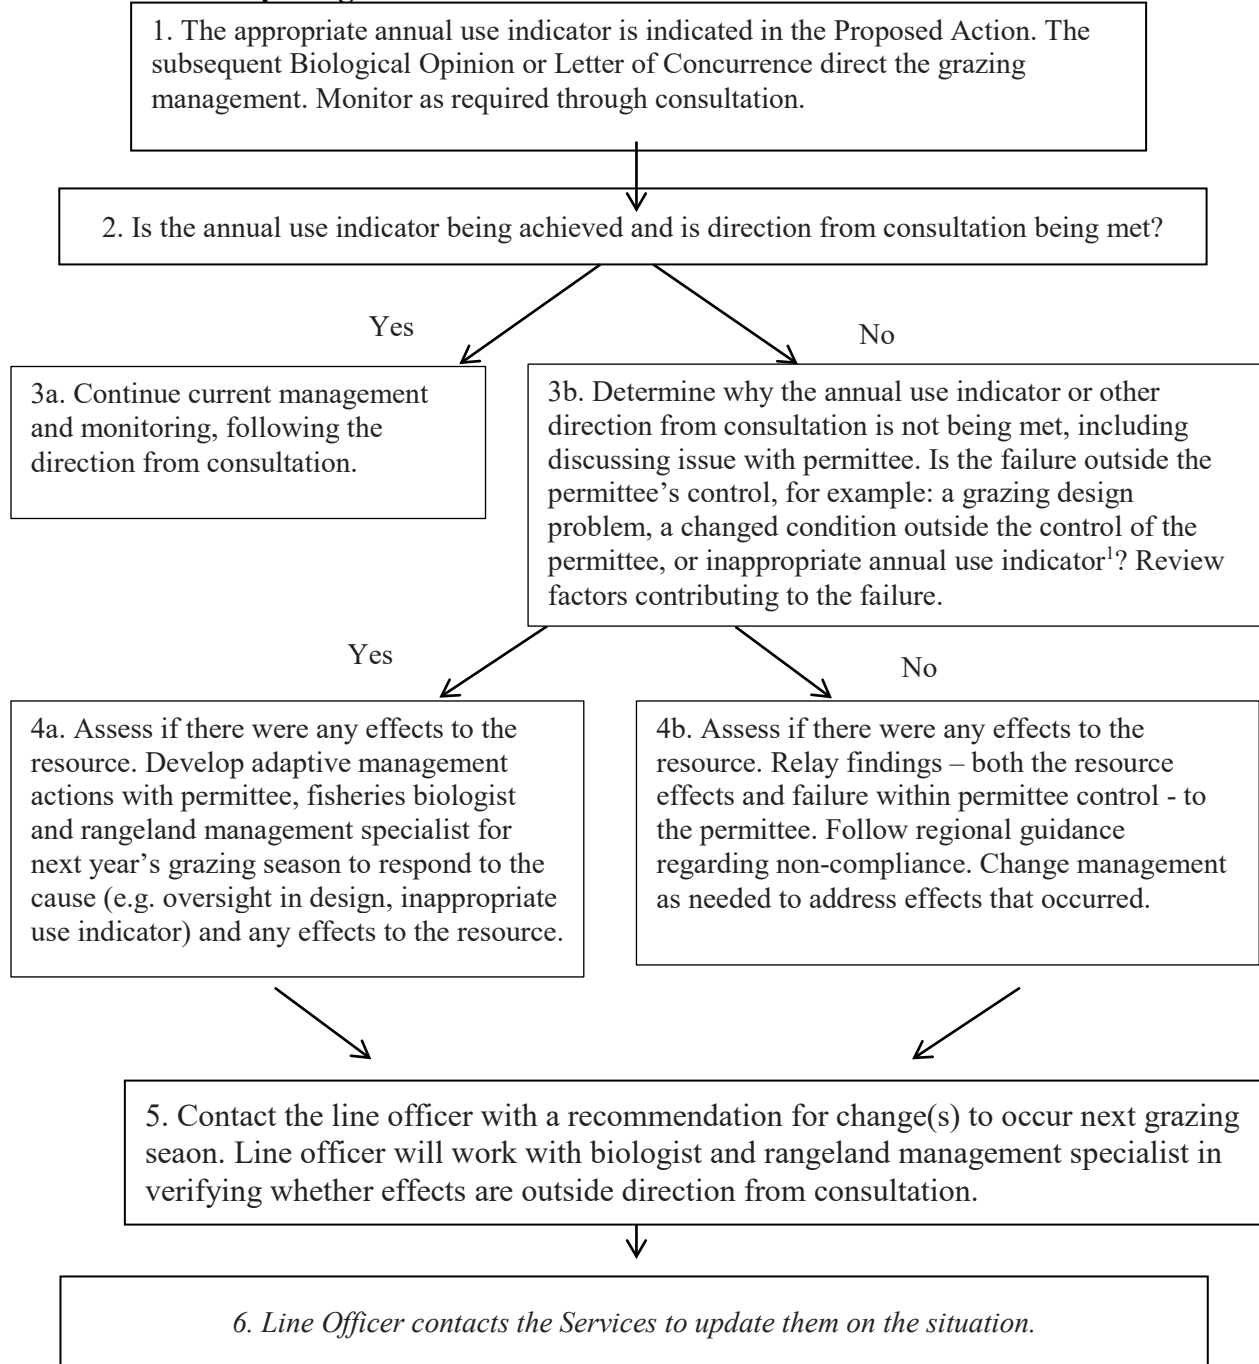 1. The appropriate annual use indicator is indicated in the Proposed Action. The
subsequent Biological Opinion or Letter of Concurrence direct the grazing
management. Monitor as required through consultation.
2. Is the annual use indicator being achieved and is direction from consultation being met?
Yes
No
3a. Continue current management
and monitoring, following the
direction from consultation.
3b. Determine why the annual use indicator or other
direction from consultation is not being met, including
discussing issue with permittee. Is the failure outside the
permittee’s control, for example: a grazing design
problem, a changed condition outside the control of the
permittee, or inappropriate annual use indicator¹? Review
factors contributing to the failure.
Yes
No
4a. Assess if there were any effects to the
resource. Develop adaptive management
actions with permittee, fisheries biologist
and rangeland management specialist for
next year’s grazing season to respond to the
cause (e.g. oversight in design, inappropriate
use indicator) and any effects to the resource.
4b. Assess if there were any effects to the
resource. Relay findings – both the resource
effects and failure within permittee control - to
the permittee. Follow regional guidance
regarding non-compliance. Change management
as needed to address effects that occurred.
5. Contact the line officer with a recommendation for change(s) to occur next grazing
seaon. Line officer will work with biologist and rangeland management specialist in
verifying whether effects are outside direction from consultation.
6. Line Officer contacts the Services to update them on the situation.